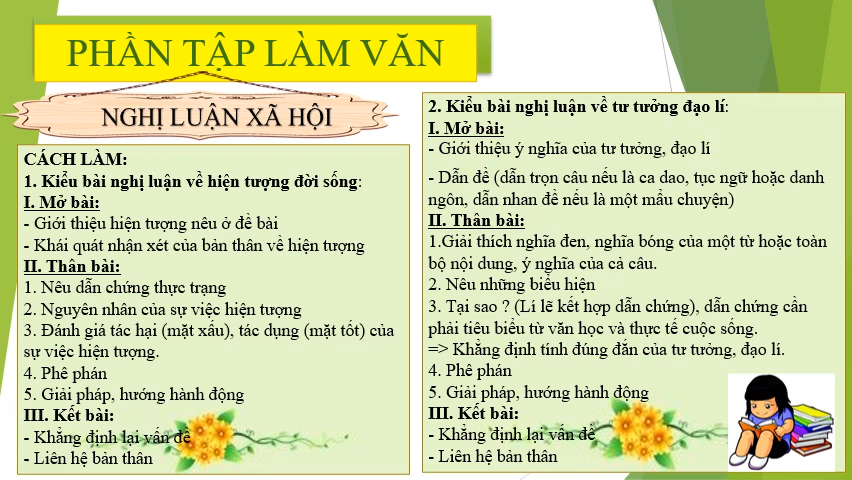 PHẦN TẬP LÀM VĂN
NGHỊ LUẬN XÃ HỘI
CÁCH LÀM:
1. Kiểu bài nghị luận về hiện tượng đời sống:
I. Mở bài:
- Giới thiệu hiện tượng nêu ở đề bài
- Khái quát nhận xét của bản thân về hiện tượng
II. Thân bài:
1. Nêu dẫn chứng thực trạng
2. Nguyên nhân của sự việc hiện tượng
3. Đánh giá tác hại (mặt xấu), tác dụng (mặt tốt) của
sự việc hiện tượng.
4. Phê phán
5. Giải pháp, hướng hành động
III. Kết bài:
- Khẳng định lại vấn đề
- Liên hệ bản thân
2. Kiểu bài nghị luận về tư tưởng đạo lí:
I. Mở bài:
- Giới thiệu ý nghĩa của tư tưởng, đạo lí
- Dẫn đề (dẫn trọn câu nếu là ca dao, tục ngữ hoặc danh
ngôn, dẫn nhan đề nếu là một mẩu chuyện)
II. Thân bài:
1.Giải thích nghĩa đen, nghĩa bóng của một từ hoặc toàn
bộ nội dung, ý nghĩa của cả câu.
2. Nêu những biểu hiện
3. Tại sao ? (Lí lẽ kết hợp dẫn chứng), dẫn chứng cần
phải tiêu biểu từ văn học và thực tế cuộc sống.
=> Khẳng định tính đúng đắn của tư tưởng, đạo lí.
4. Phê phán
5. Giải pháp, hướng hành động
III. Kết bài:
- Khẳng định lại vấn đề
- Liên hệ bản thân